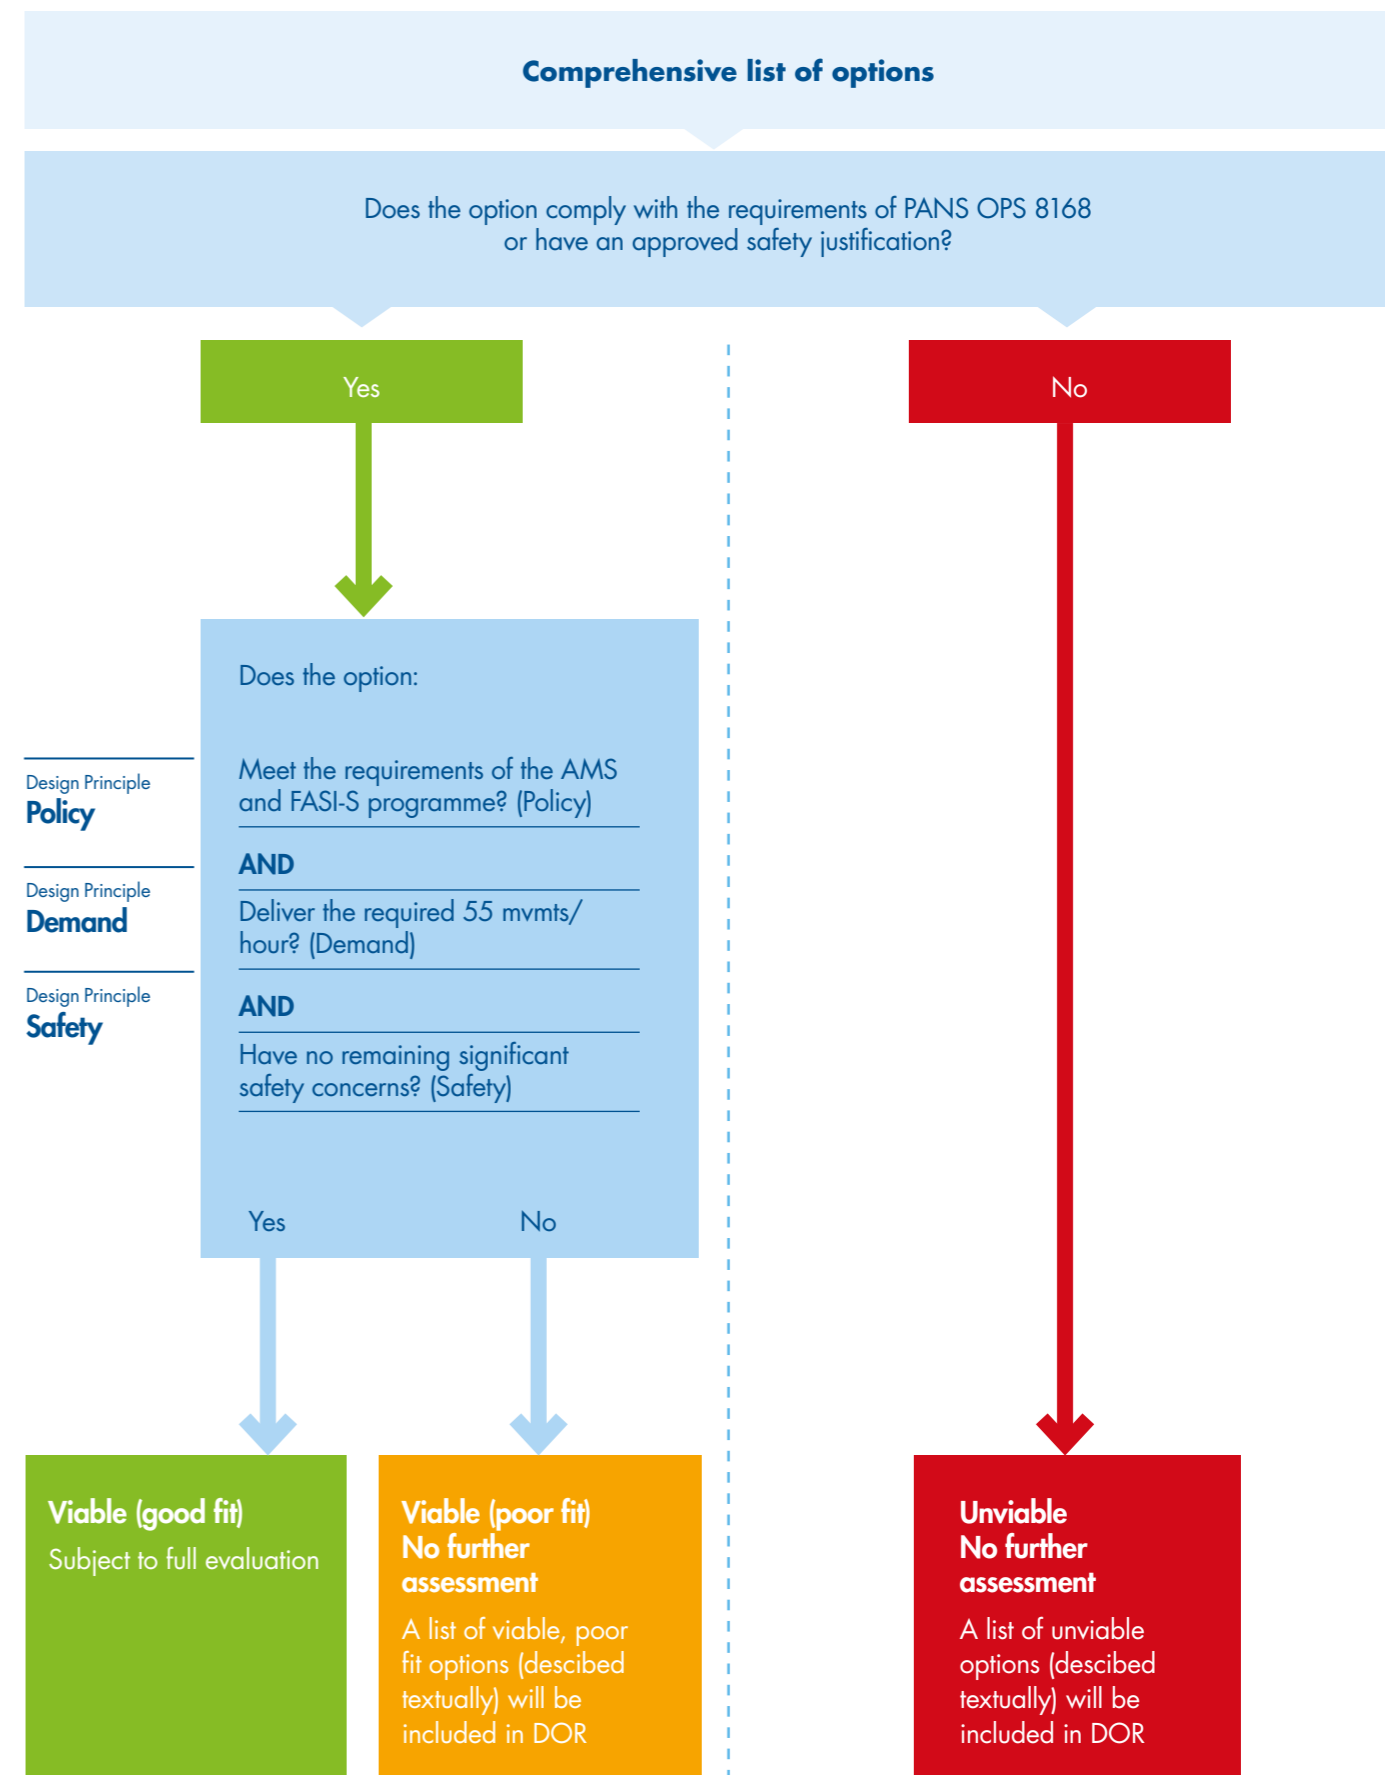 Comprehensive list of options
Does the option comply with the requirements of PANS OPS 8168
or have an approved safety justification?
Yes
No
Does the option:
Design Principle
Policy
Meet the requirements of the AMS
and FASI-S programme? (Policy)
AND
Design Principle
Demand
Deliver the required 55 mvmts/
hour? (Demand)
AND
Design Principle
Safety
Have no remaining significant
safety concerns? (Safety)
Yes
No
Viable (good fit)
Subject to full evaluation
Viable (poor fit)
No further
assessment
A list of viable, poor
fit options (descibed
textually) will be
included in DOR
Unviable
No further
assessment
A list of unviable
options (descibed
textually) will be
included in DOR